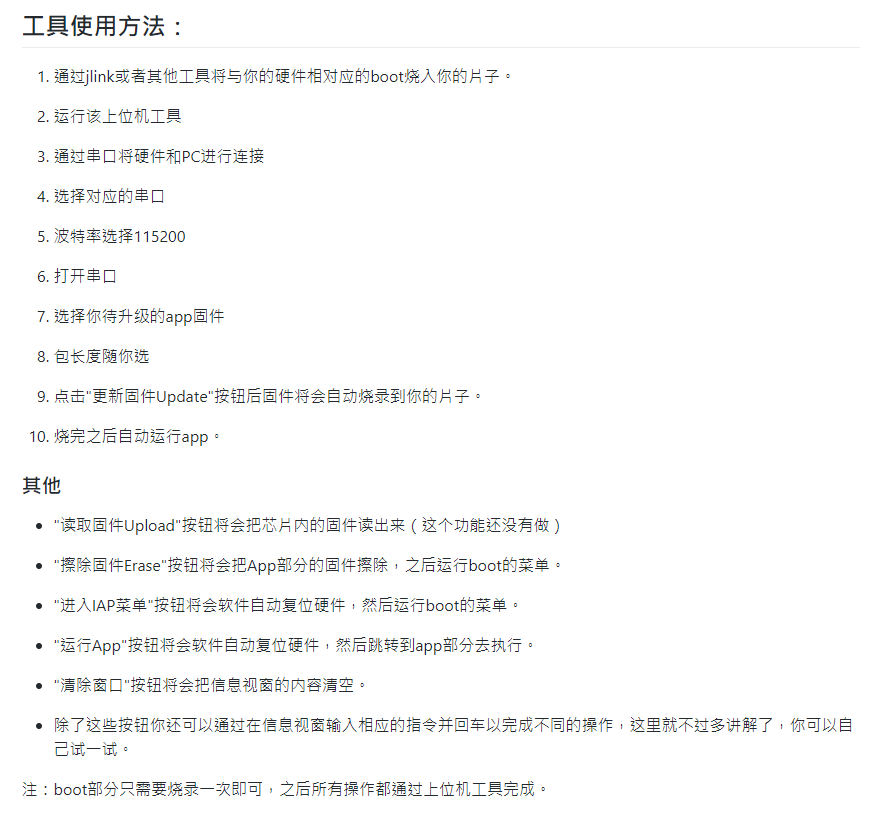 工具使用方法：
1. 通过jlink或者其他工具将与你的硬件相对应的boot烧入你的片子。
2. 运行该上位机工具
3. 通过串口将硬件和PC进行连接
4. 选择对应的串口
5. 波特率选择115200
6. 打开串口
7. 选择你待升级的app固件
8. 包长度随你选
9. 点击"更新固件Update"按钮后固件将会自动烧录到你的片子。
10. 烧完之后自动运行app。
其他
• "读取固件Upload"按钮将会把芯片内的固件读出来（这个功能还没有做）
• "擦除固件Erase"按钮将会把App部分的固件擦除，之后运行boot的菜单。
• "进入IAP菜单"按钮将会软件自动复位硬件，然后运行boot的菜单。
• "运行App"按钮将会软件自动复位硬件，然后跳转到app部分去执行。
• "清除窗口"按钮将会把信息视窗的内容清空。
• 除了这些按钮你还可以通过在信息视窗输入相应的指令并回车以完成不同的操作，这里就不过多讲解了，你可以自
己试一试。
注：boot部分只需要烧录一次即可，之后所有操作都通过上位机工具完成。